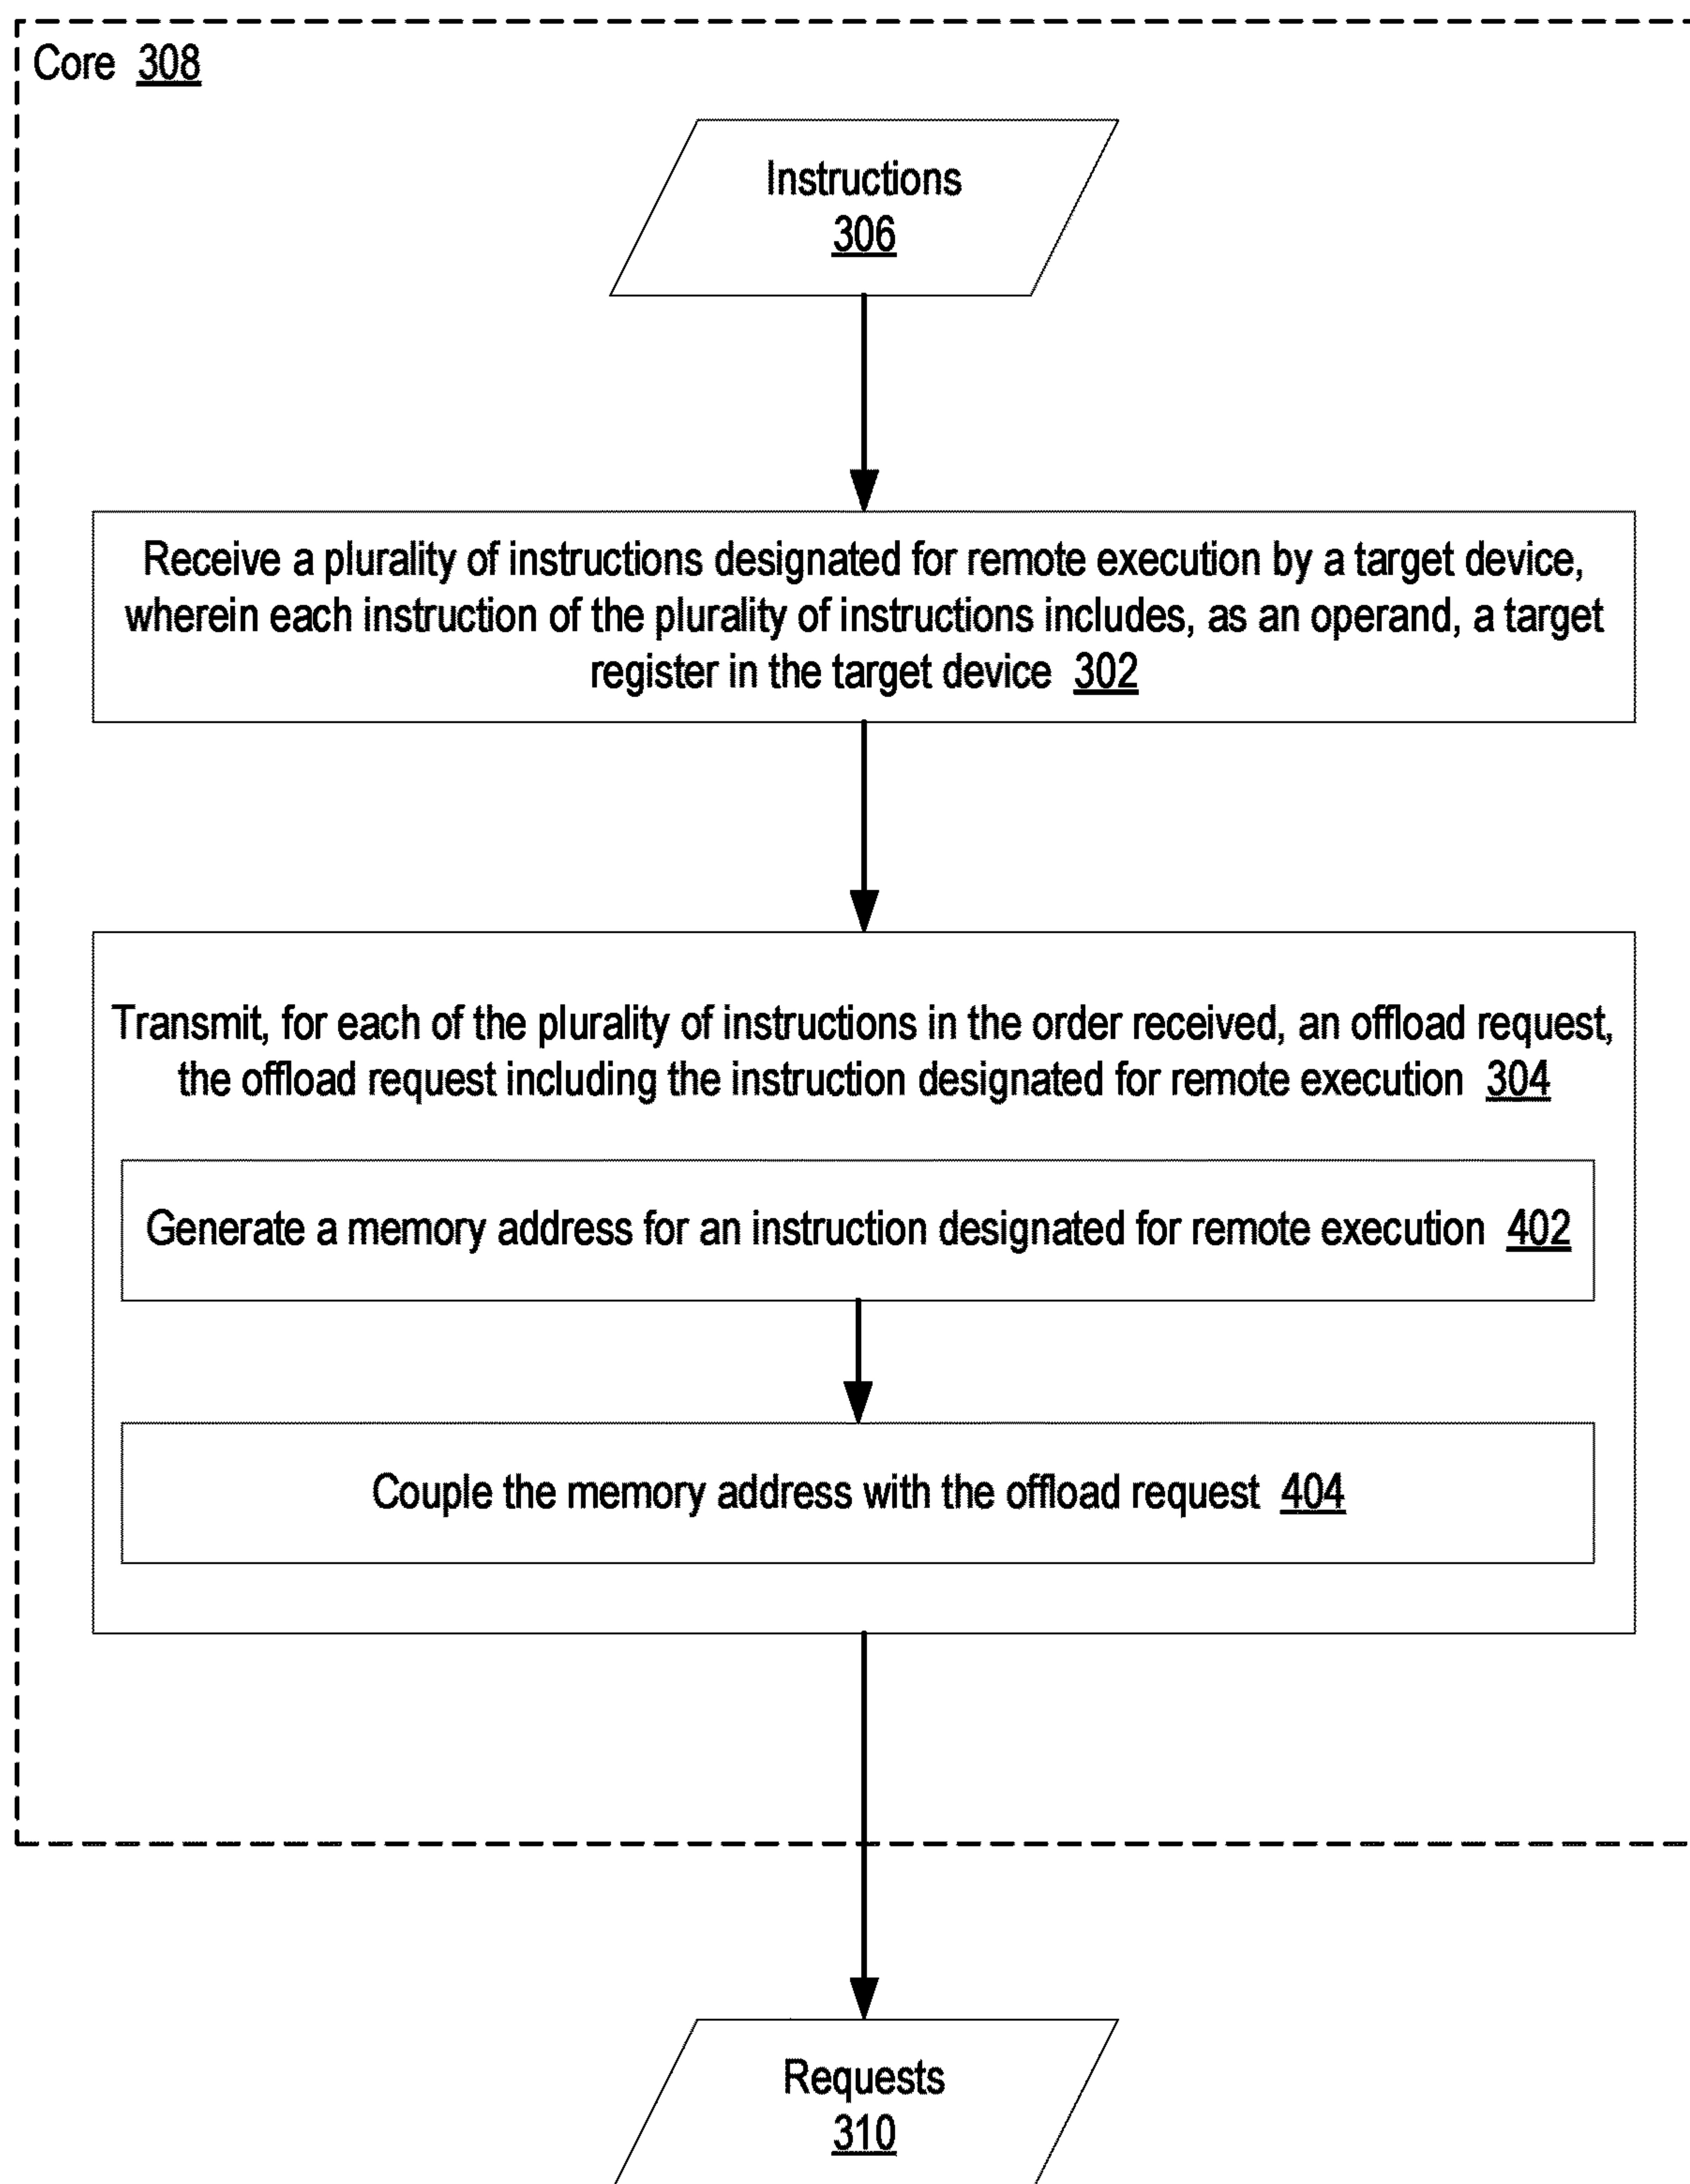 Core 308
Instructions
306
Receive a plurality of instructions designated for remote execution by a target device,
wherein each instruction of the plurality of instructions includes, as an operand, a target
register in the target device 302
Transmit, for each of the plurality of instructions in the order received, an offload request,
the offload request including the instruction designated for remote execution 304
Generate a memory address for an instruction designated for remote execution 402
Couple the memory address with the offload request 404
Requests
310